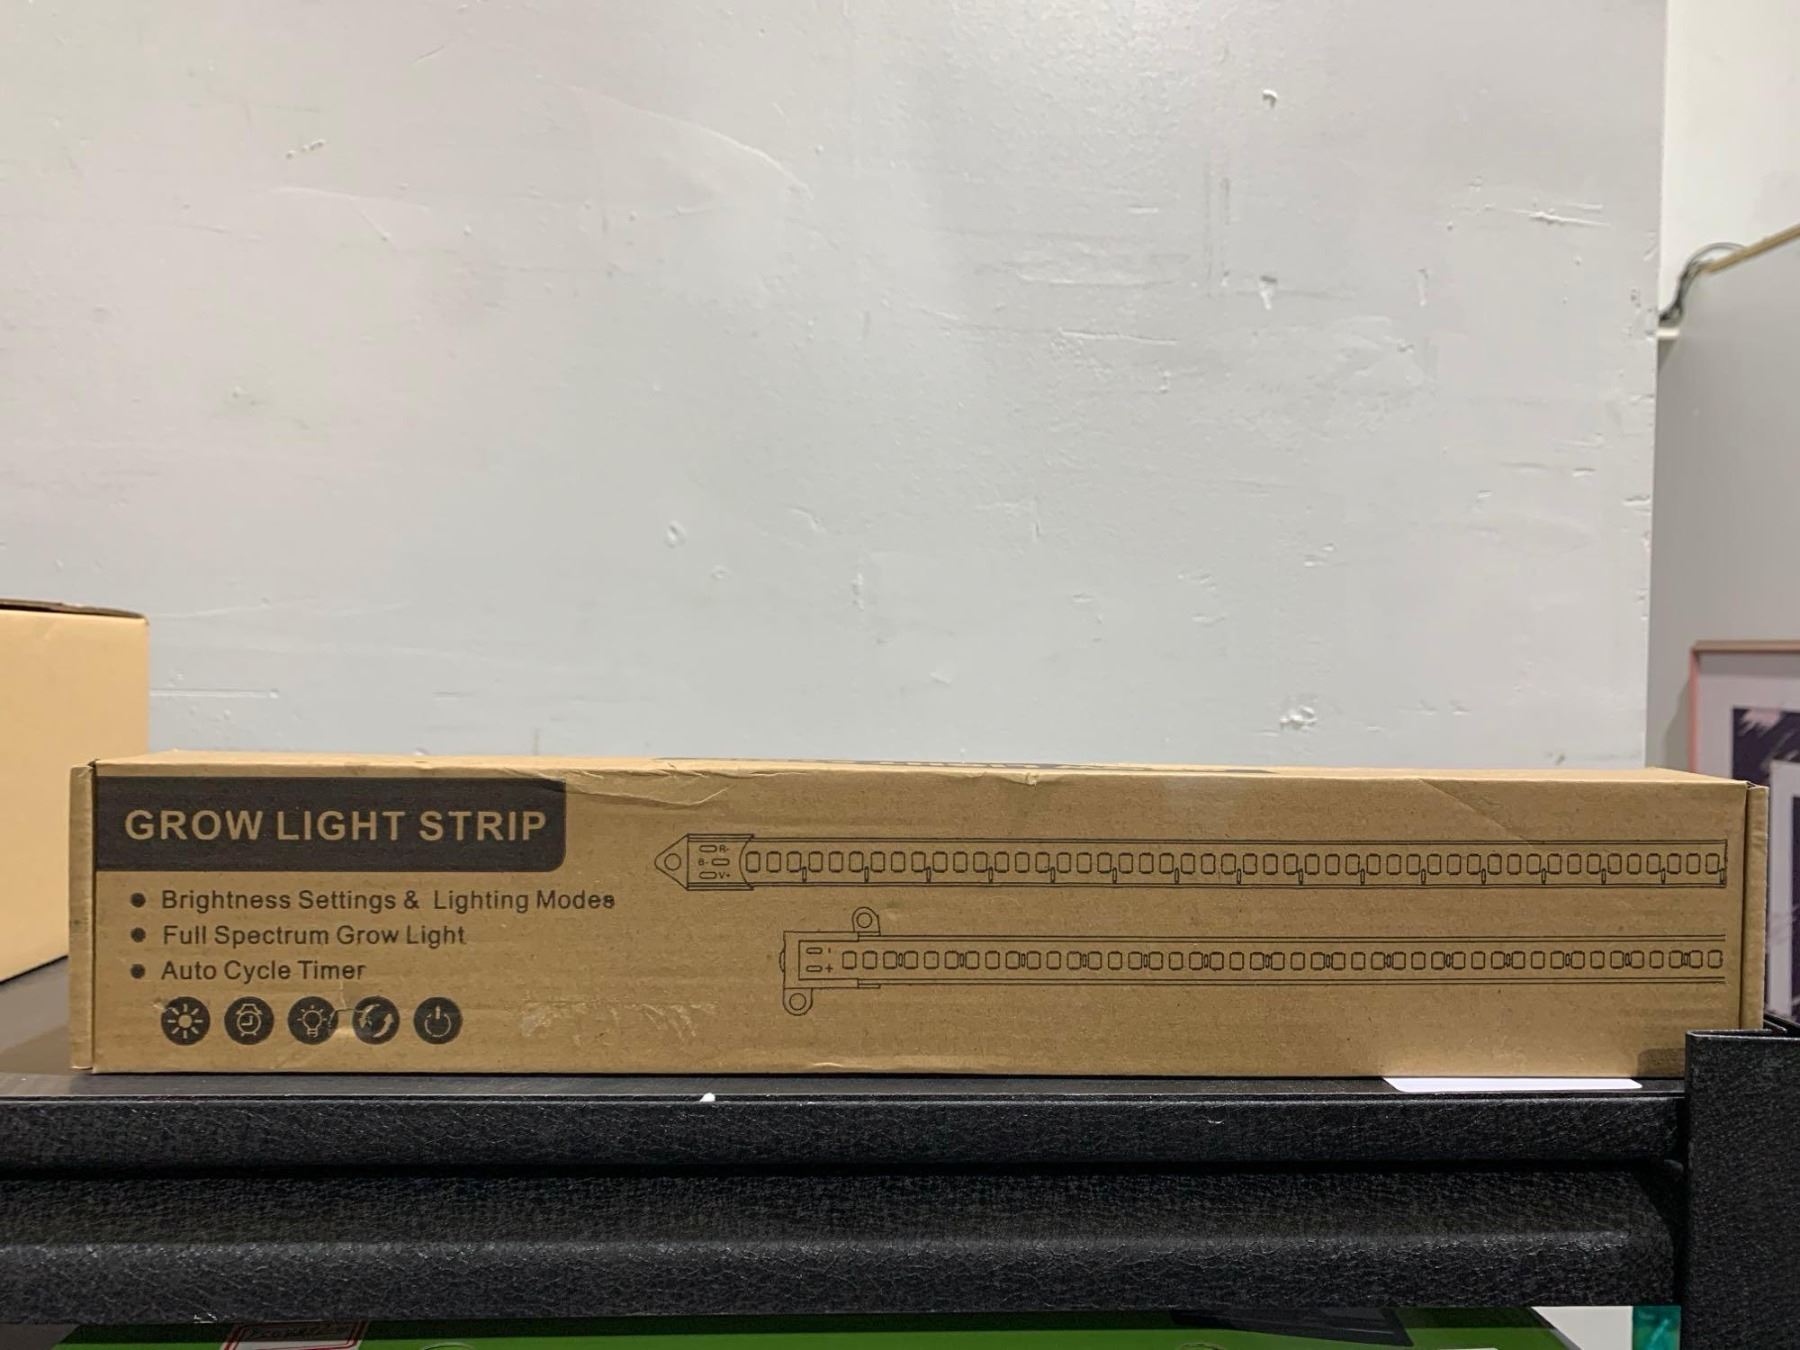 GROW LIGHT STRIP
● Brightness Settings & Lighting Modes
● Full Spectrum Grow Light
● Auto Cycle Timer
R-
B-
V+
-
+